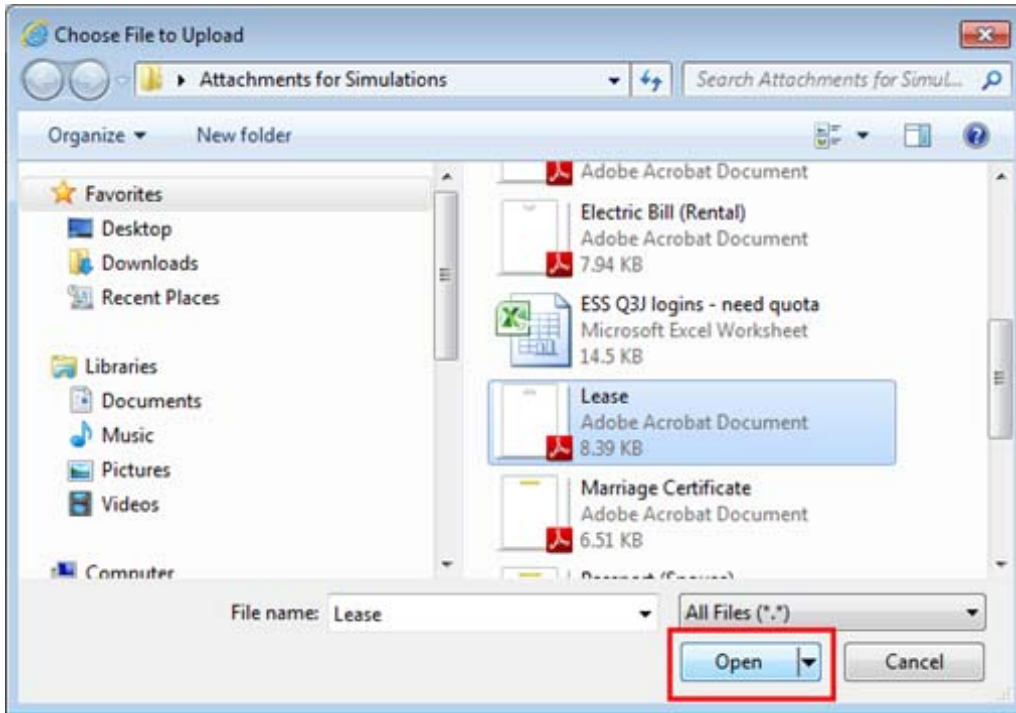 Choose File to Upload
Attachments for Simulations
Search Attachments for Simul...
Organize
New folder
Favorites
Desktop
Downloads
Recent Places
Libraries
Documents
Music
Pictures
Videos
Computer
Adobe Acrobat Document
Electric Bill (Rental)
Adobe Acrobat Document
7.94 KB
ESS Q3J logins - need quota
Microsoft Excel Worksheet
14.5 KB
Lease
Adobe Acrobat Document
8.39 KB
Marriage Certificate
Adobe Acrobat Document
6.51 KB
Passport (Spouse)
File name: Lease
All Files (*.*)
Open
Cancel